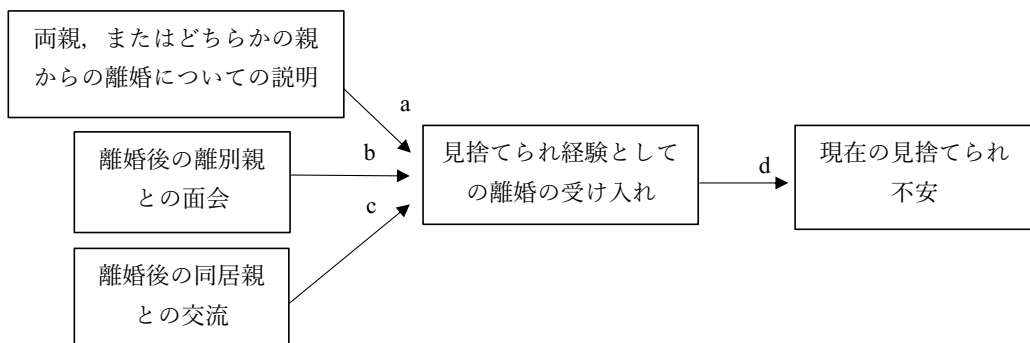 両親，またはどちらかの親
からの離婚についての説明
a
離婚後の離別親
との面会
b
c
見捨てられ経験として
の離婚の受け入れ
d
現在の見捨てられ
不安
離婚後の同居親
との交流